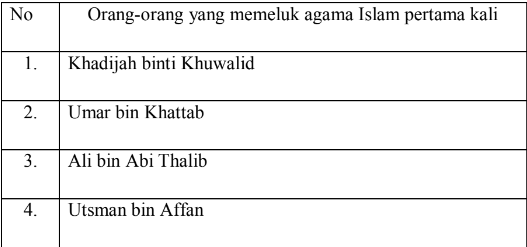 No Orang-orang yang memeluk agama Islam pertama kali
1. Khadijah binti Khuwalid
2. Umar bin Khattab
3. Ali bin Abi Thalib
4. Utsman bin Affan